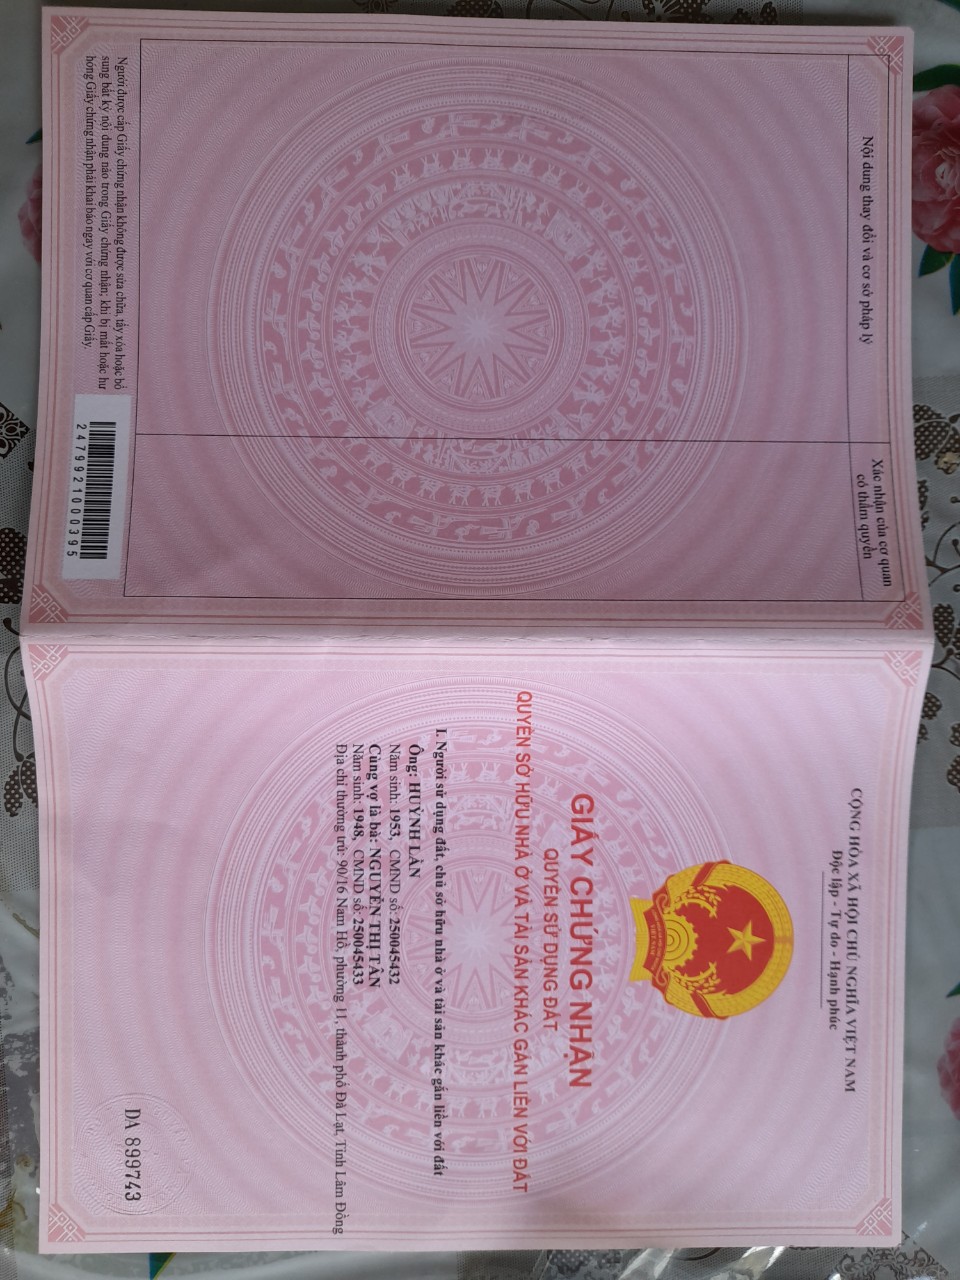 Nội dung thay đổi và cơ sở pháp lý
Xác nhận của cơ quan
có thẩm quyền
Người được cấp Giấy chứng nhận không được sửa chữa, tẩy xóa hoặc bổ
sung bất kỳ nội dung nào trong Giấy chứng nhận; khi bị mất hoặc hư
hỏng Giấy chứng nhận phải khai báo ngay với cơ quan cấp Giấy.
2479921000395
CỘNG HÒA XÃ HỘI CHỦ NGHĨA VIỆT NAM
Độc lập - Tự do - Hạnh phúc
VIỆT NAM
GIẤY CHỨNG NHẬN
QUYỀN SỬ DỤNG ĐẤT
QUYỀN SỞ HỮU NHÀ Ở VÀ TÀI SẢN KHÁC GẮN LIỀN VỚI ĐẤT
I. Người sử dụng đất, chủ sở hữu nhà ở và tài sản khác gắn liền với đất
Ông: HUỲNH LÀN
Năm sinh: 1953, CMND số: 250045432
Cùng vợ là bà: NGUYỄN THỊ TÂN
Năm sinh: 1948, CMND số: 250045433
Địa chỉ thường trú: 90/16 Nam Hồ, phường 11, thành phố Đà Lạt, Tỉnh Lâm Đồng
DA 899743